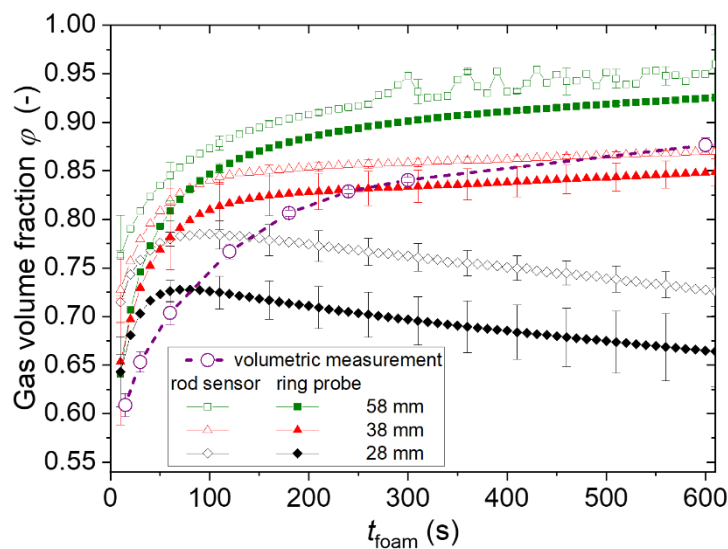 Gas volume fraction φ (-)
1.00
0.95
0.90
0.85
0.80
0.75
0.70
0.65
0.60
0.55
volumetric measurement
rod sensor ring probe
58 mm
38 mm
28 mm
0 100 200 300 400 500 600
t_foam (s)